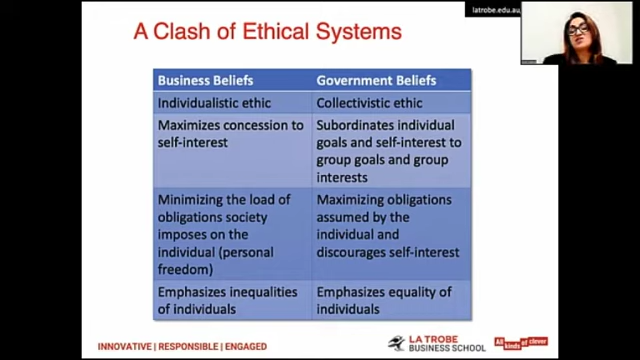 latrobe.edu.au
A Clash of Ethical Systems
Business Beliefs
Government Beliefs
Individualistic ethic
Collectivistic ethic
Maximizes concession to
self-interest
Subordinates individual
goals and self-interest to
group goals and group
interests
Minimizing the load of
obligations society
imposes on the
individual (personal
freedom)
Maximizing obligations
assumed by the
individual and
discourages self-interest
Emphasizes inequalities
of individuals
Emphasizes equality of
individuals
INNOVATIVE | RESPONSIBLE | ENGAGED
LA TROBE
BUSINESS SCHOOL
All
kinds of clever